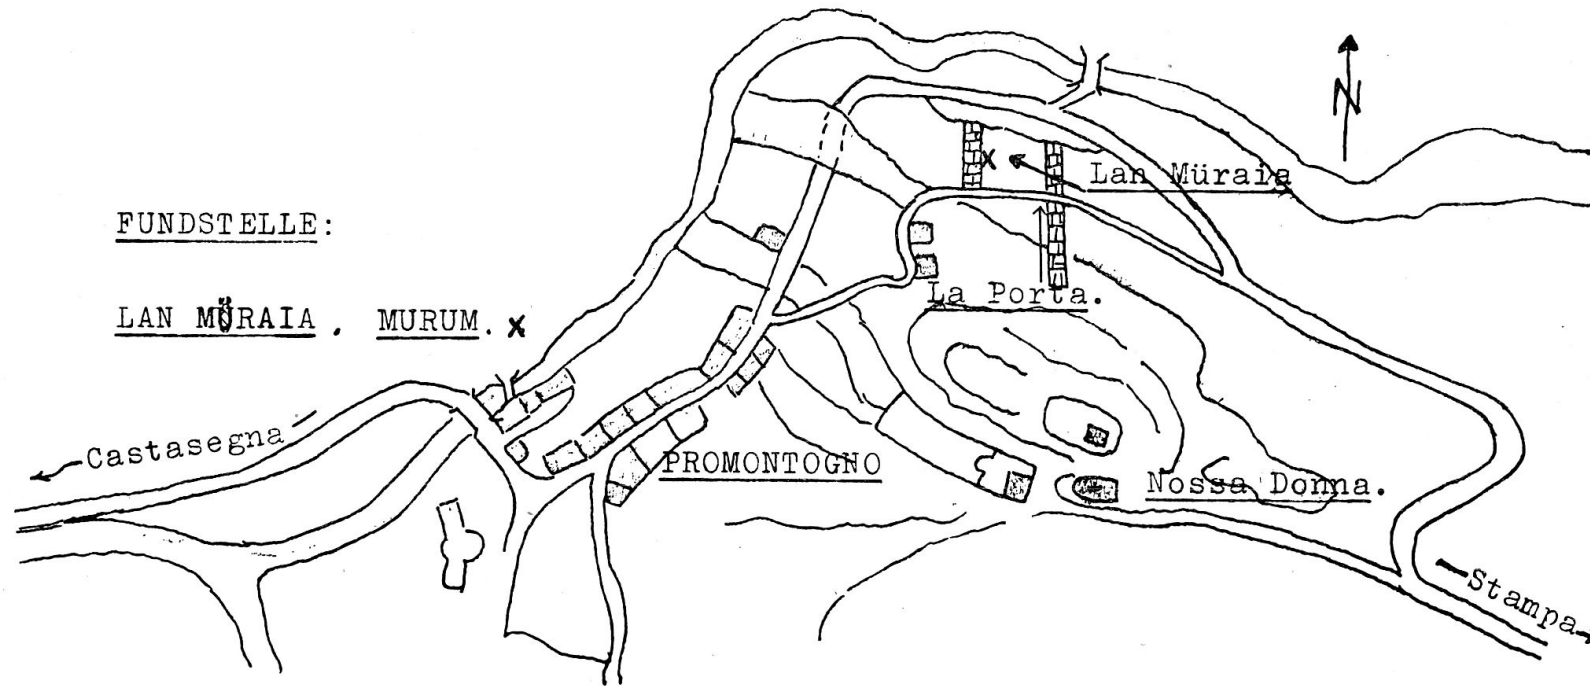 N
Lan Müraia
FUNDSTELLE:
La Porta.
LAN MÜRAIA. MURUM. x
Castasegna
PROMONTOGNO
Nossa Donna.
Stampa